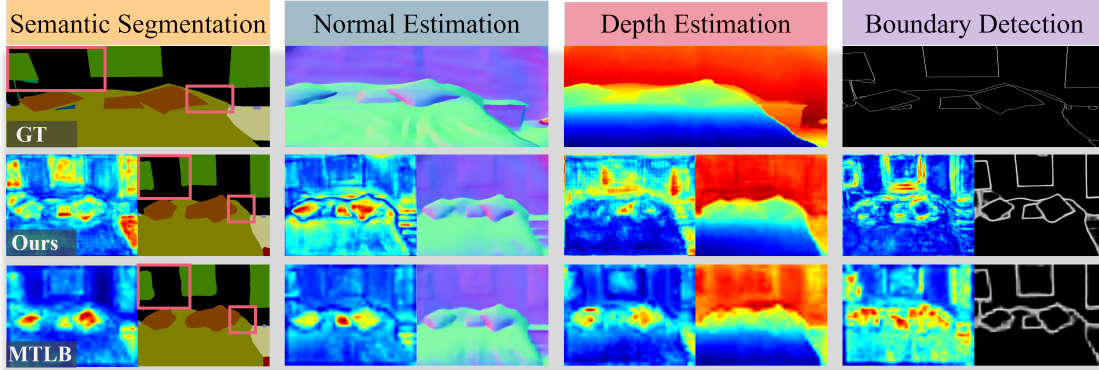 Semantic Segmentation
Normal Estimation
Depth Estimation
Boundary Detection
GT
Ours
MTLB